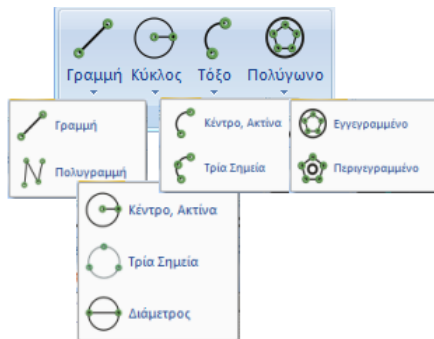 Γραμμή Κύκλος Τόξο Πολύγωνο
Γραμμή
Πολυγραμμή
Κέντρο, Ακτίνα
Τρία Σημεία
Εγγεγραμμένο
Περιγεγραμμένο
Κέντρο, Ακτίνα
Τρία Σημεία
Διάμετρος